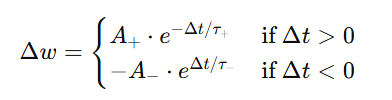 Δw = { A₊ · e^{−Δt/τ₊} if Δt > 0
−A₋ · e^{Δt/τ₋} if Δt < 0